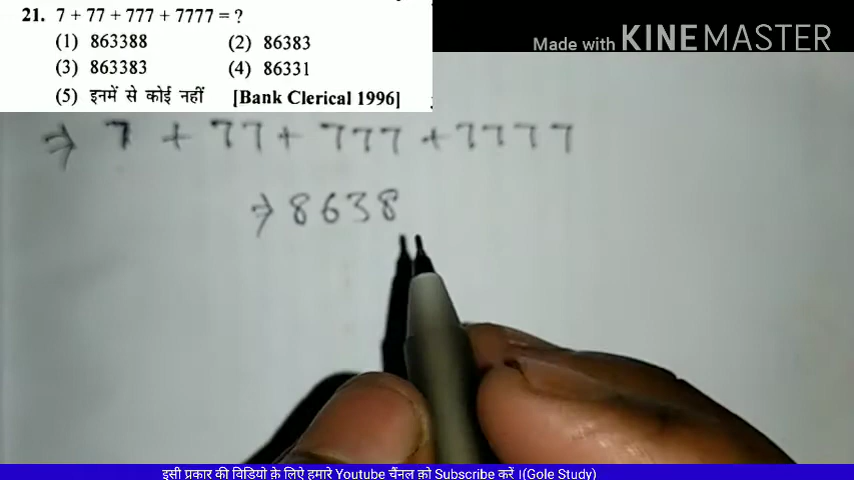 21. 7 + 77 + 777 + 7777 = ?
(1) 863388 (2) 86383
(3) 863383 (4) 86331
(5) इनमें से कोई नहीं [Bank Clerical 1996]
Made with KINEMASTER
⇒ 7 + 77 + 777 + 7777
⇒ 8638
इसी प्रकार की विडियो के लिऐ हमारे Youtube चैंनल क़ो Subscribe करें ।(Gole Study)